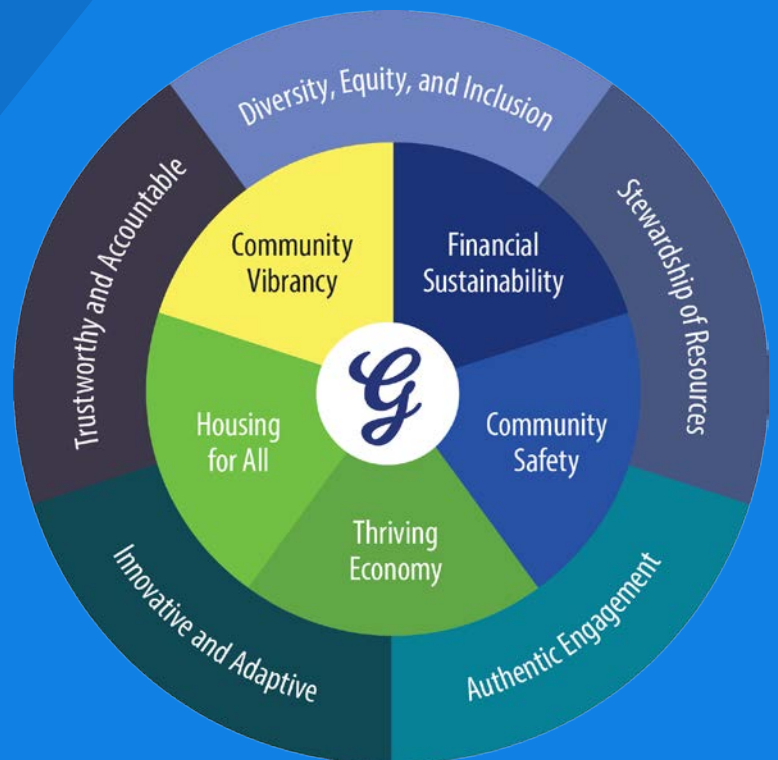 Diversity, Equity, and Inclusion
Stewardship of Resources
Authentic Engagement
Innovative and Adaptive
Trustworthy and Accountable
Community
Vibrancy
Financial
Sustainability
Community
Safety
Thriving
Economy
Housing
for All
G